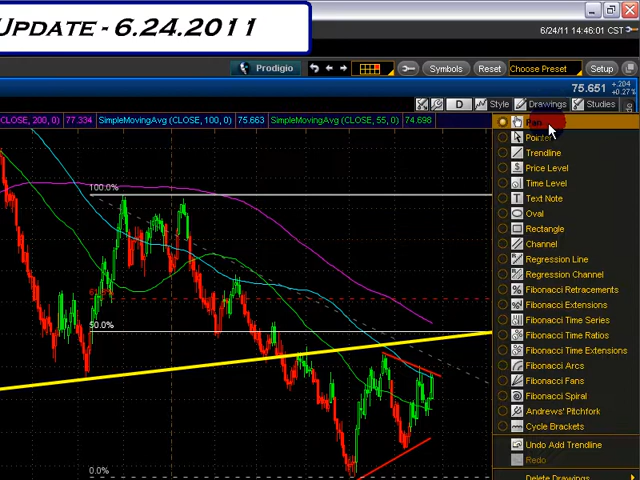 UPDATE - 6.24.2011
6/24/11 14:46:01 CST
Prodigio
Symbols
Reset
Choose Preset
Setup
75.651
+.204
+0.27%
D
Style
Drawings
Studies
(CLOSE, 200, 0)
77.334
SimpleMovingAvg (CLOSE, 100, 0)
75.663
SimpleMovingAvg (CLOSE, 55, 0)
74.698
Pan
Pointer
Trendline
Price Level
Time Level
Text Note
Oval
Rectangle
Channel
Regression Line
Regression Channel
Fibonacci Retracements
Fibonacci Extensions
Fibonacci Time Series
Fibonacci Time Ratios
Fibonacci Time Extensions
Fibonacci Arcs
Fibonacci Fans
Fibonacci Spiral
Andrews' Pitchfork
Cycle Brackets
Undo Add Trendline
Redo
Delete Drawings
100.0%
50.0%
0.0%